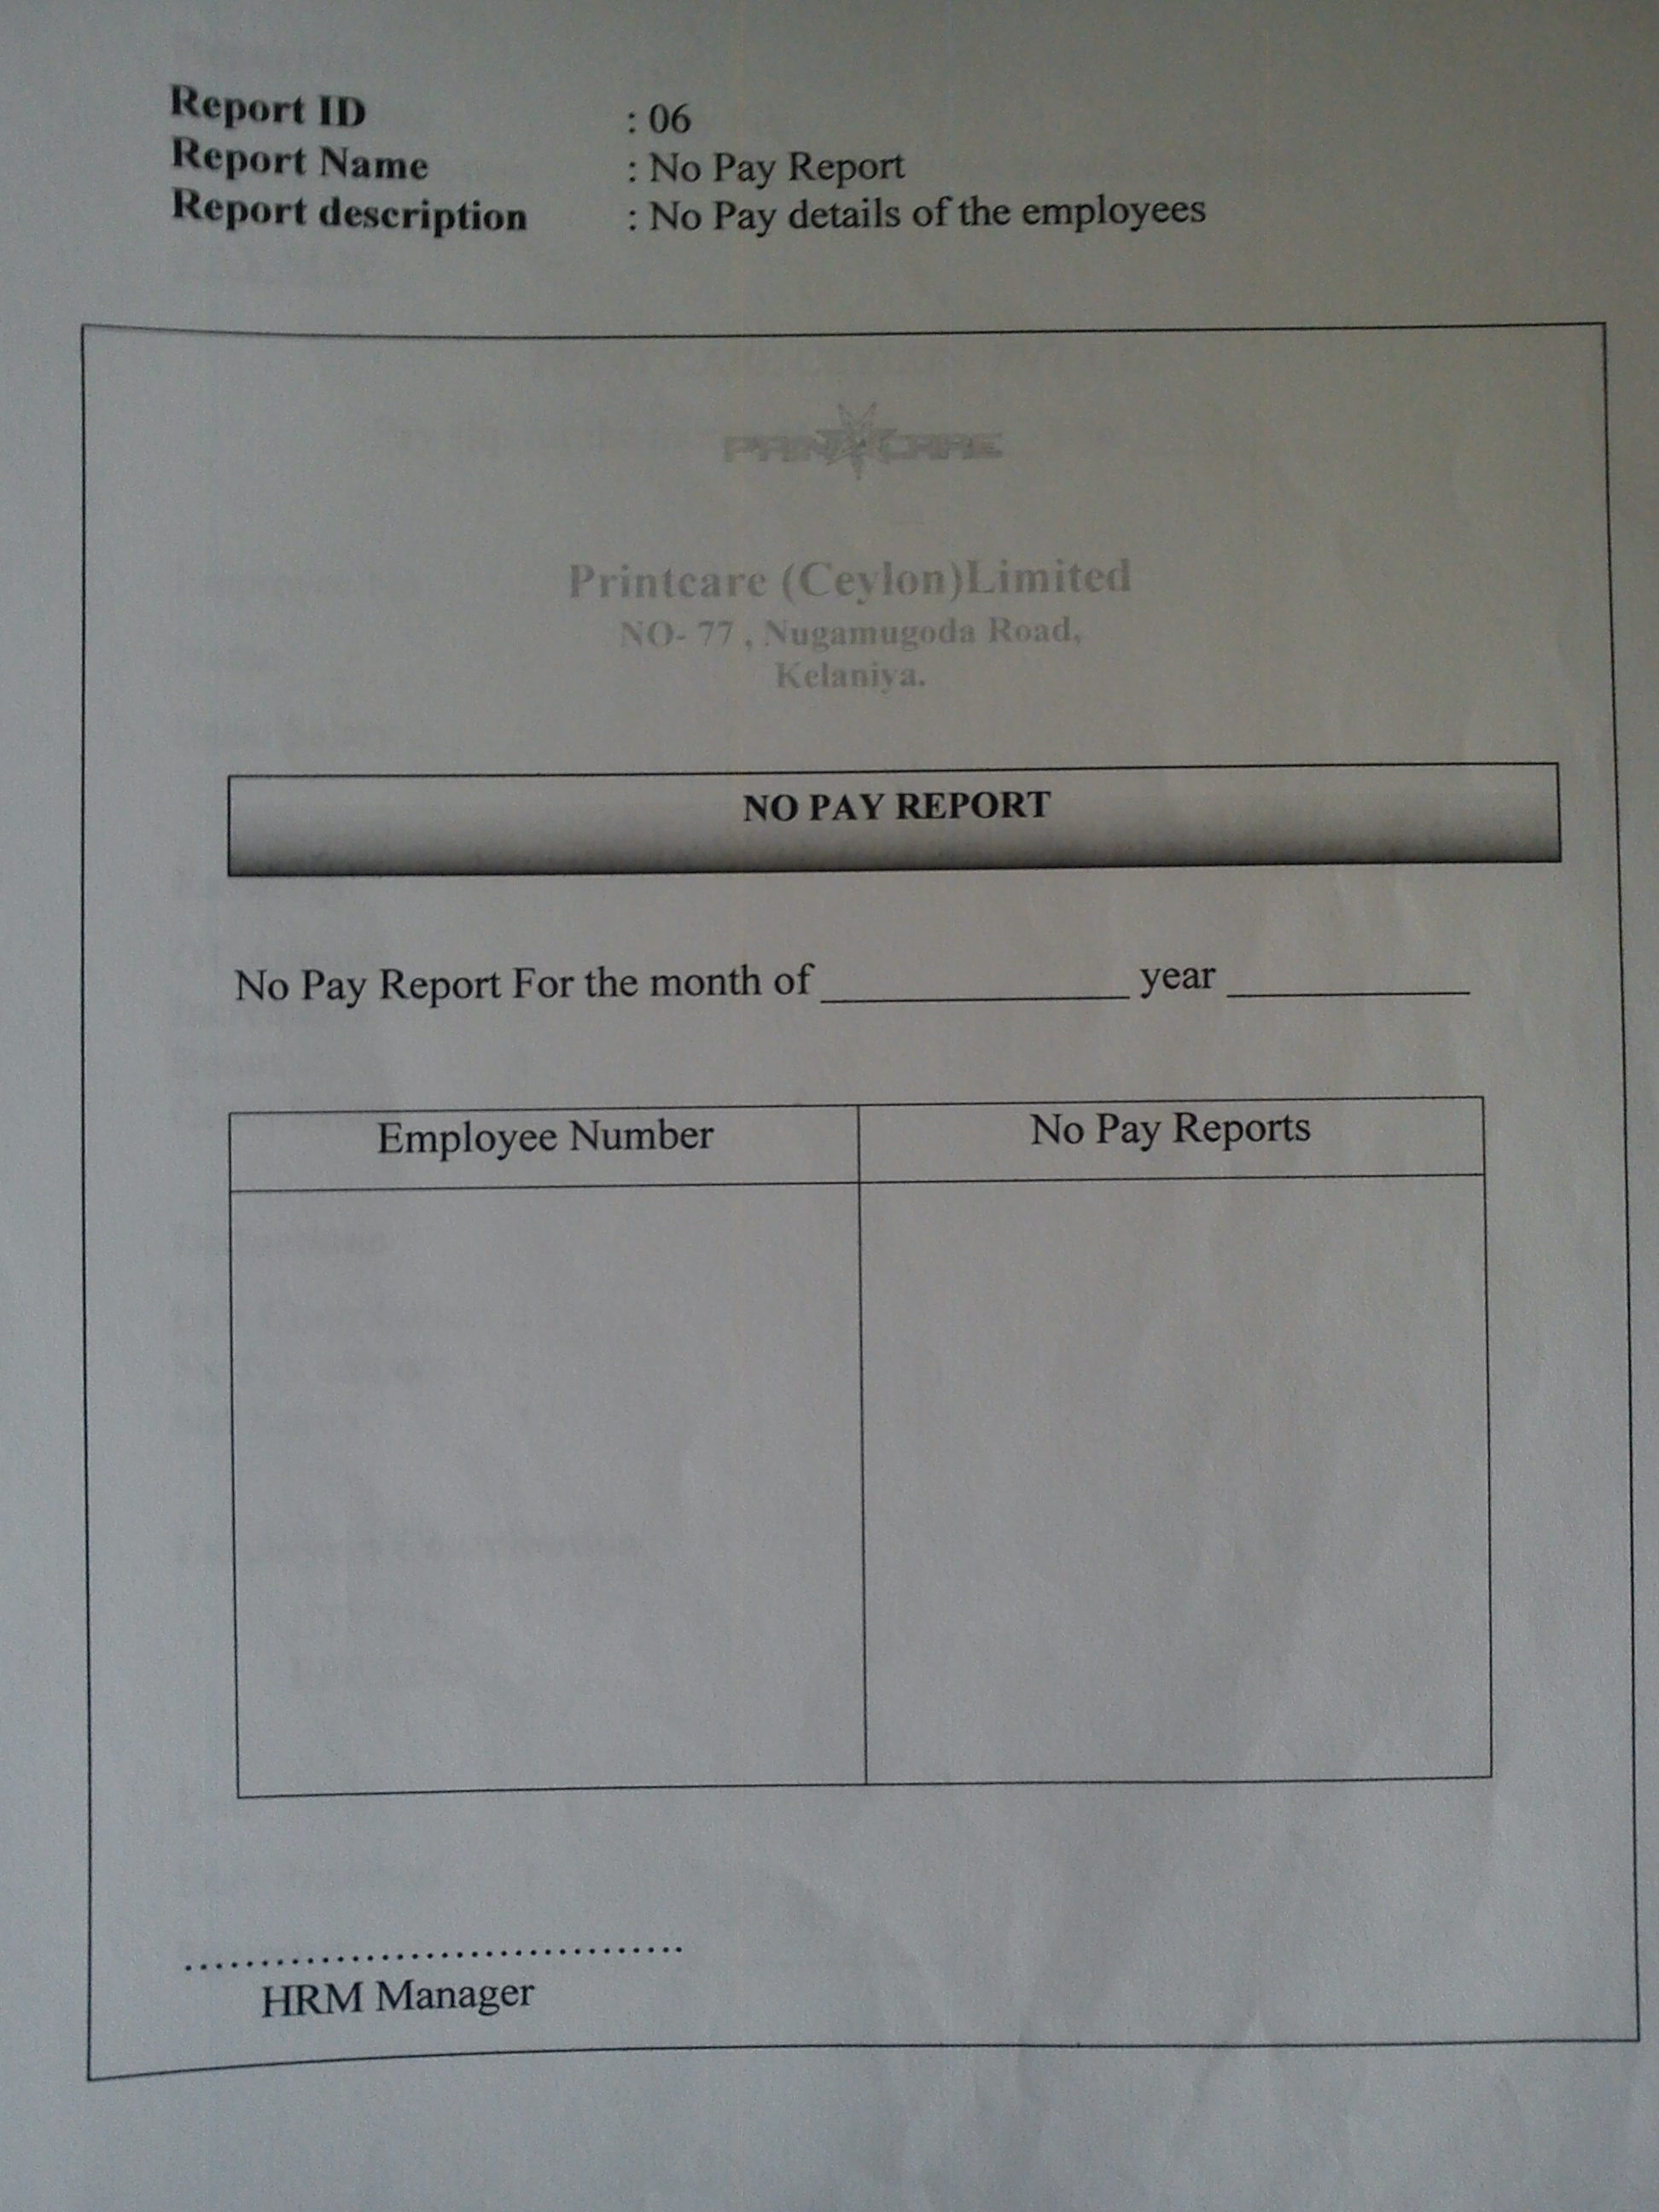 Report ID : 06
Report Name : No Pay Report
Report description : No Pay details of the employees
PRINTCARE
Printcare (Ceylon)Limited
NO- 77 , Nugamugoda Road,
Kelaniya.
NO PAY REPORT
No Pay Report For the month of ______________ year ___________
Employee Number No Pay Reports
..................................
HRM Manager